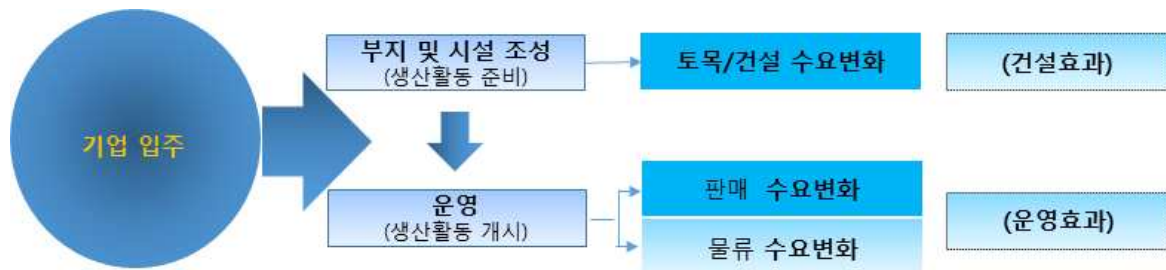 기업 입주
부지 및 시설 조성
(생산활동 준비)
토목/건설 수요변화
(건설효과)
운영
(생산활동 개시)
판매 수요변화
물류 수요변화
(운영효과)